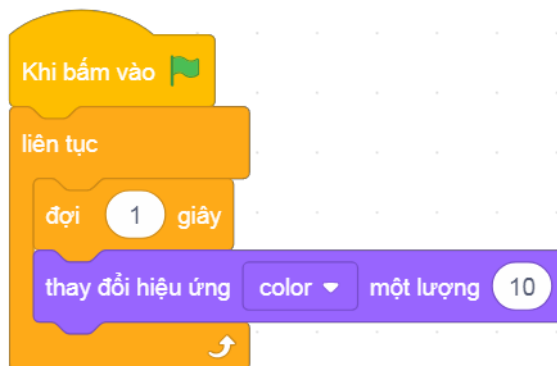 Khi bấm vào
liên tục
đợi 1 giây
thay đổi hiệu ứng color một lượng 10